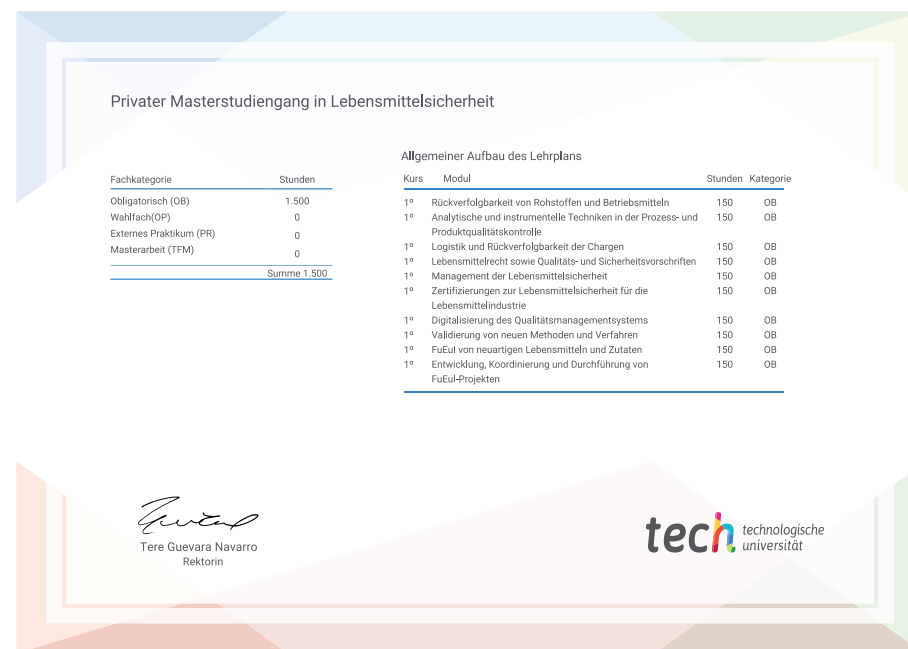 Privater Masterstudiengang in Lebensmittelsicherheit
Fachkategorie Stunden
Obligatorisch (OB) 1.500
Wahlfach(OP) 0
Externes Praktikum (PR) 0
Masterarbeit (TFM) 0
Summe 1.500
Allgemeiner Aufbau des Lehrplans
Kurs Modul Stunden Kategorie
1º Rückverfolgbarkeit von Rohstoffen und Betriebsmitteln 150 OB
1º Analytische und instrumentelle Techniken in der Prozess- und 150 OB
Produktqualitätskontrolle
1º Logistik und Rückverfolgbarkeit der Chargen 150 OB
1º Lebensmittelrecht sowie Qualitäts- und Sicherheitsvorschriften 150 OB
1º Management der Lebensmittelsicherheit 150 OB
1º Zertifizierungen zur Lebensmittelsicherheit für die 150 OB
Lebensmittelindustrie
1º Digitalisierung des Qualitätsmanagementsystems 150 OB
1º Validierung von neuen Methoden und Verfahren 150 OB
1º FuEuI von neuartigen Lebensmitteln und Zutaten 150 OB
1º Entwicklung, Koordinierung und Durchführung von 150 OB
FuEuI-Projekten
Tere Guevara Navarro
Rektorin
tech technologische
universität